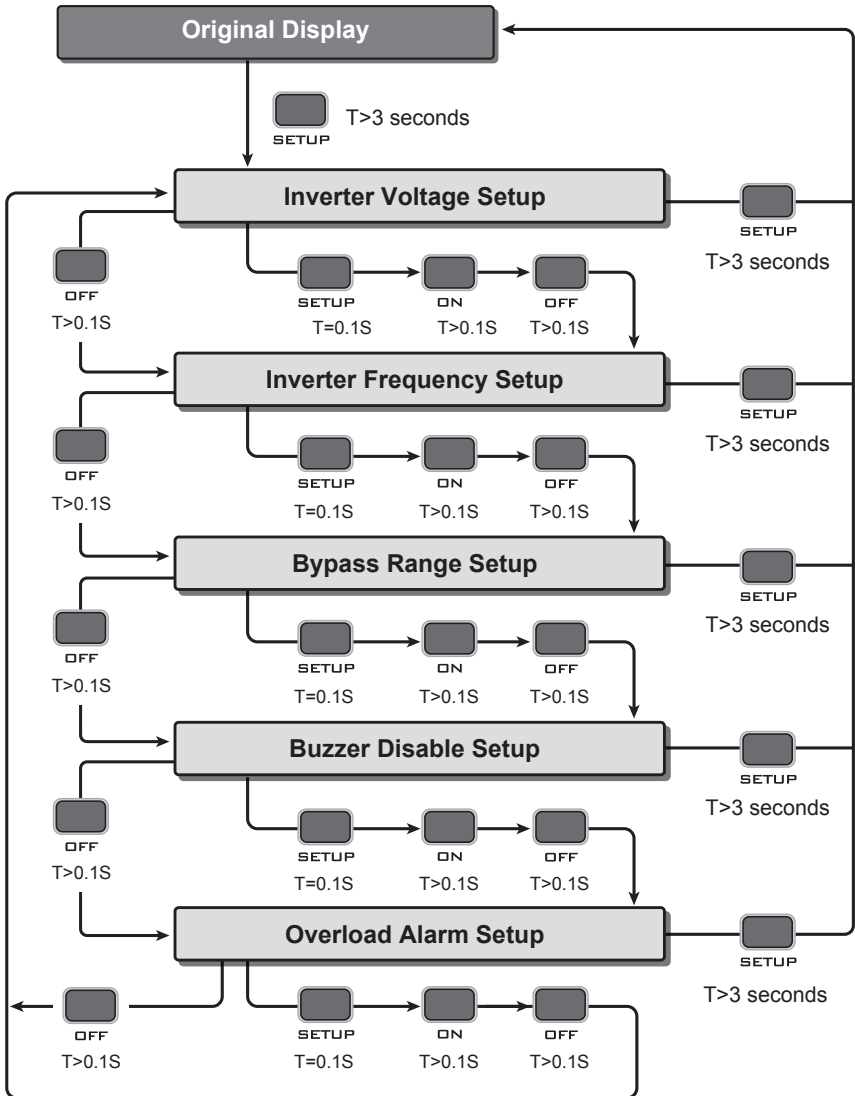 Original Display
T>3 seconds
SETUP
Inverter Voltage Setup
SETUP
T>3 seconds
OFF
T>0.1S
SETUP
ON
OFF
T=0.1S
T>0.1S
T>0.1S
Inverter Frequency Setup
SETUP
T>3 seconds
OFF
T>0.1S
SETUP
ON
OFF
T=0.1S
T>0.1S
T>0.1S
Bypass Range Setup
SETUP
T>3 seconds
OFF
T>0.1S
SETUP
ON
OFF
T=0.1S
T>0.1S
T>0.1S
Buzzer Disable Setup
SETUP
T>3 seconds
OFF
T>0.1S
SETUP
ON
OFF
T=0.1S
T>0.1S
T>0.1S
Overload Alarm Setup
SETUP
T>3 seconds
OFF
T>0.1S
SETUP
ON
OFF
T=0.1S
T>0.1S
T>0.1S